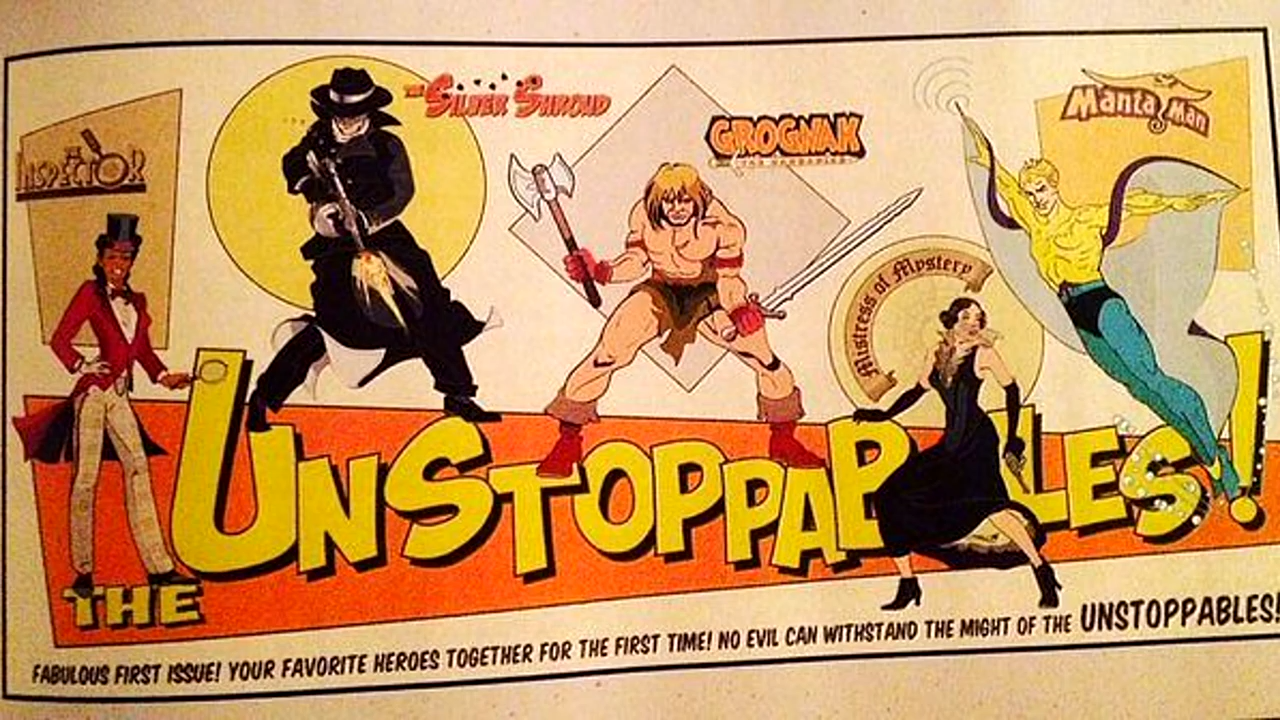 INSPECTOR
THE SILVER SHROUD
GROGNAK
THE BARBARIAN
Mistress of Mystery
Manta Man
THE
UNSTOPPABLES!
FABULOUS FIRST ISSUE! YOUR FAVORITE HEROES TOGETHER FOR THE FIRST TIME! NO EVIL CAN WITHSTAND THE MIGHT OF THE UNSTOPPABLES!